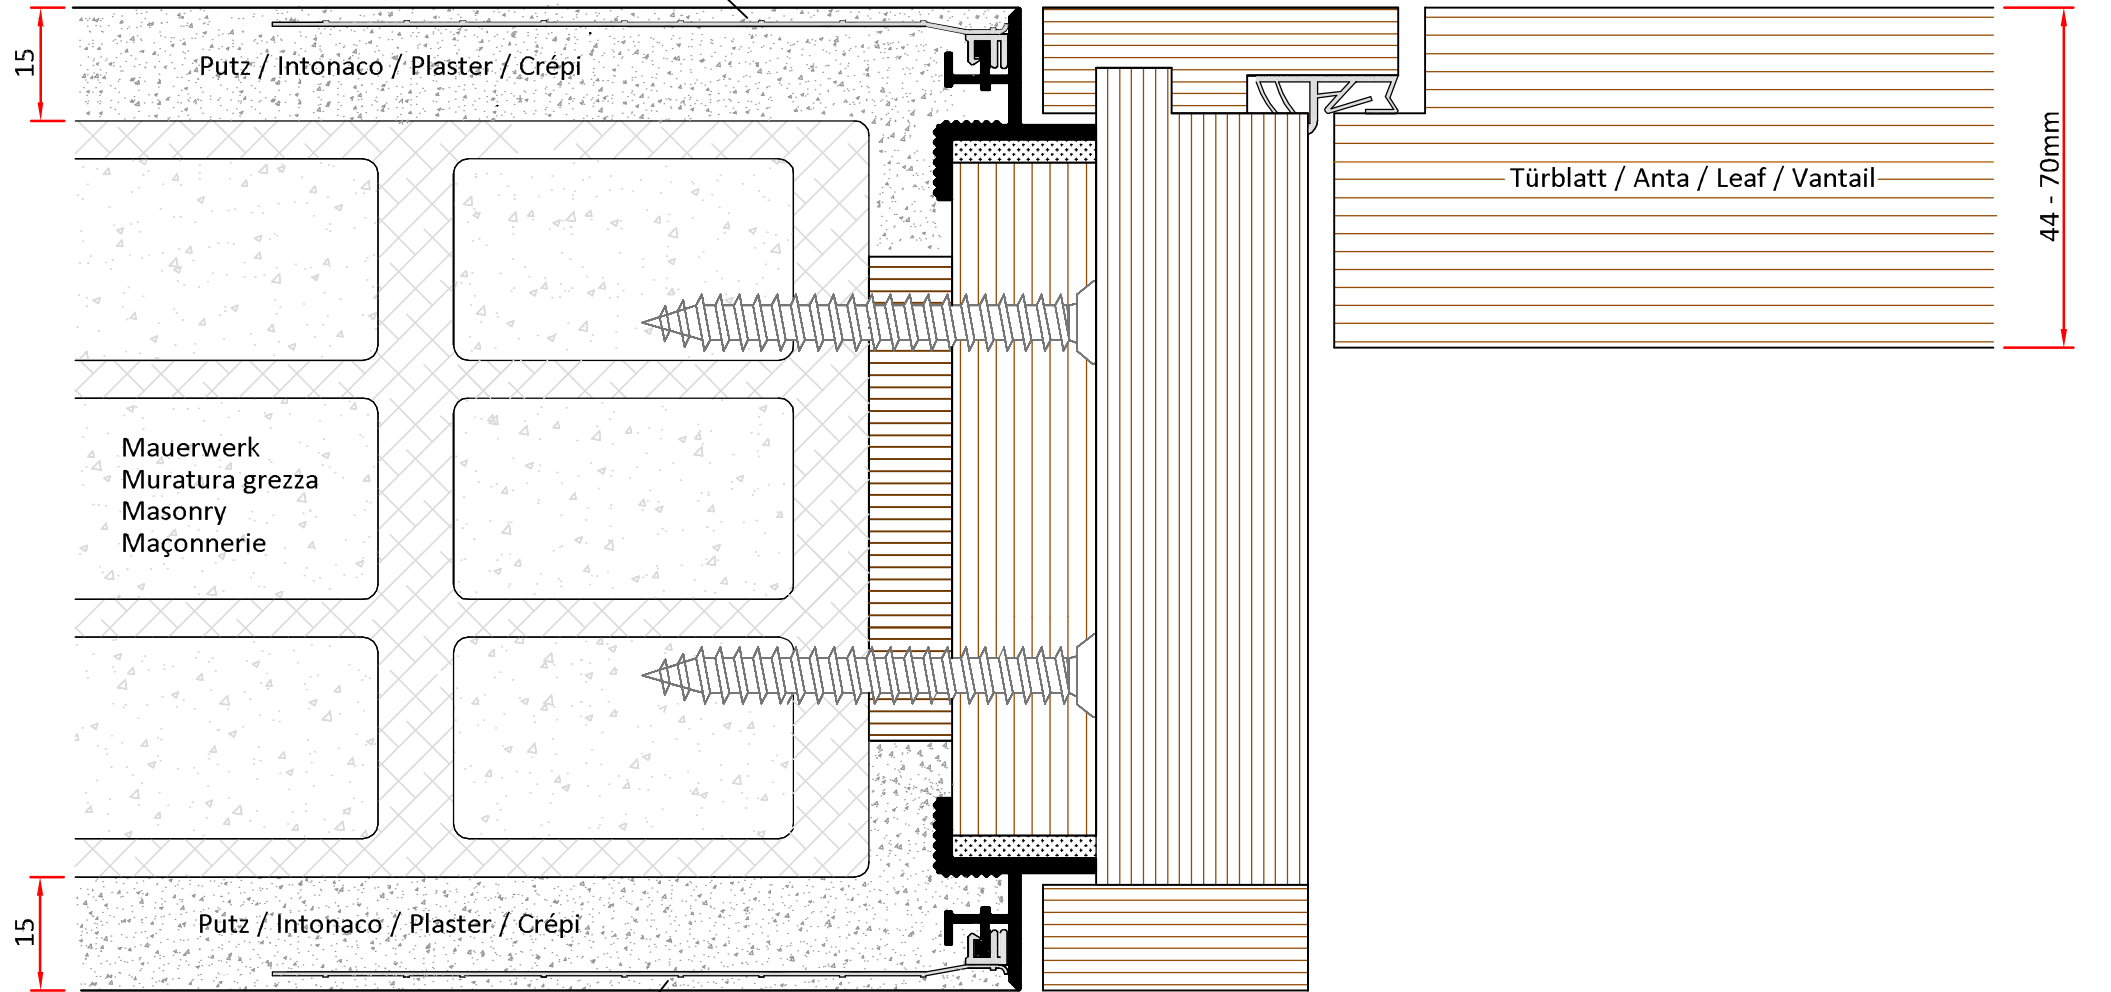 15
Putz / Intonaco / Plaster / Crépi
Türblatt / Anta / Leaf / Vantail
44 - 70mm
Mauerwerk
Muratura grezza
Masonry
Maçonnerie
15
Putz / Intonaco / Plaster / Crépi